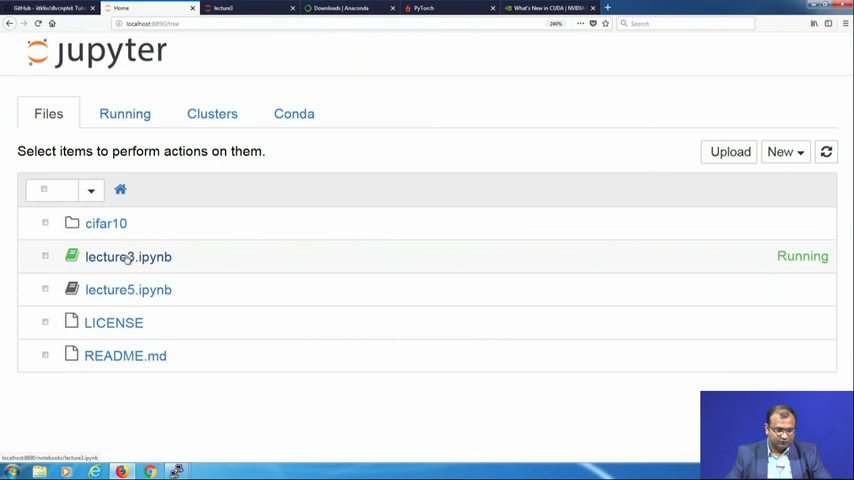 GitHub - iitkliv/dlvcnptel: Tut
Home
lecture3
Downloads | Anaconda
PyTorch
What's New in CUDA | NVIDIA
localhost:8890/tree
240%
Search
jupyter
Files
Running
Clusters
Conda
Select items to perform actions on them.
Upload
New
cifar10
lecture3.ipynb
Running
lecture5.ipynb
LICENSE
README.md
localhost:8890/notebooks/lecture3.ipynb